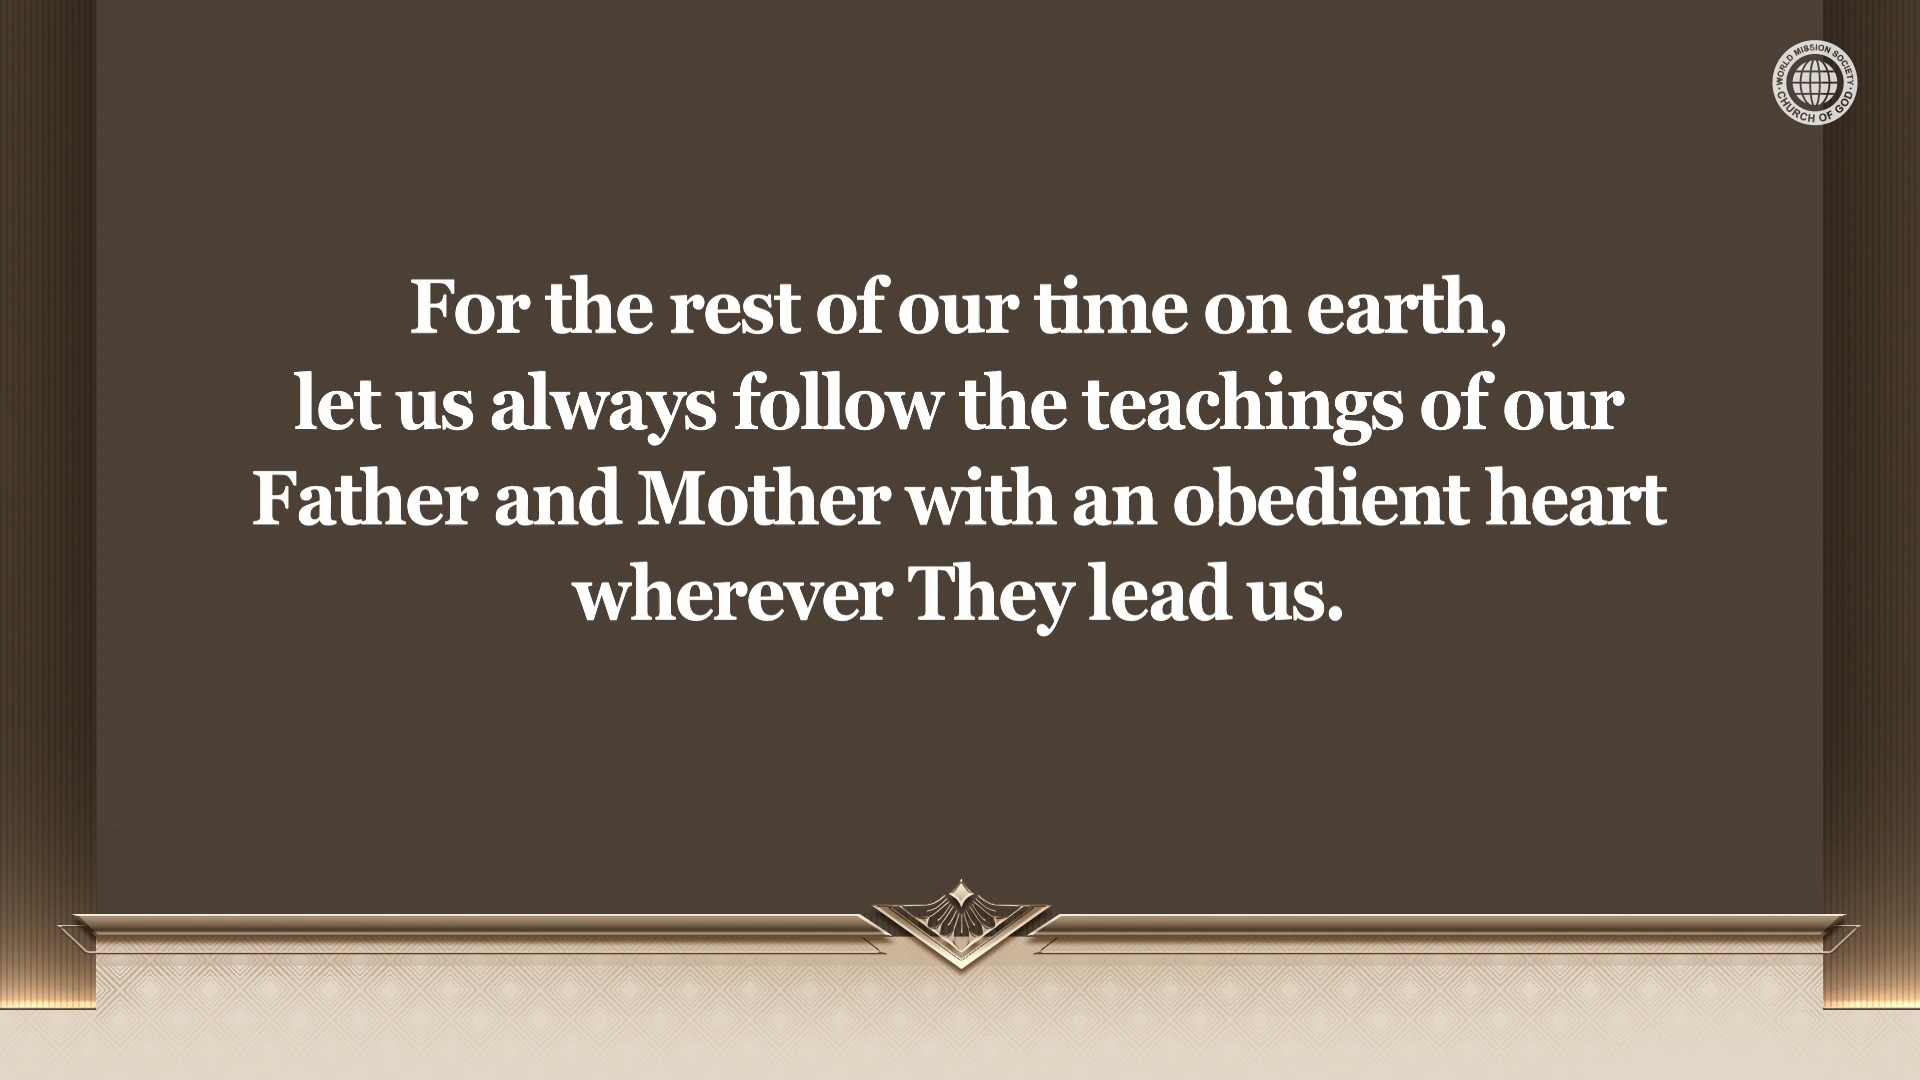 WORLD MISSION SOCIETY
CHURCH OF GOD
For the rest of our time on earth,
let us always follow the teachings of our
Father and Mother with an obedient heart
wherever They lead us.